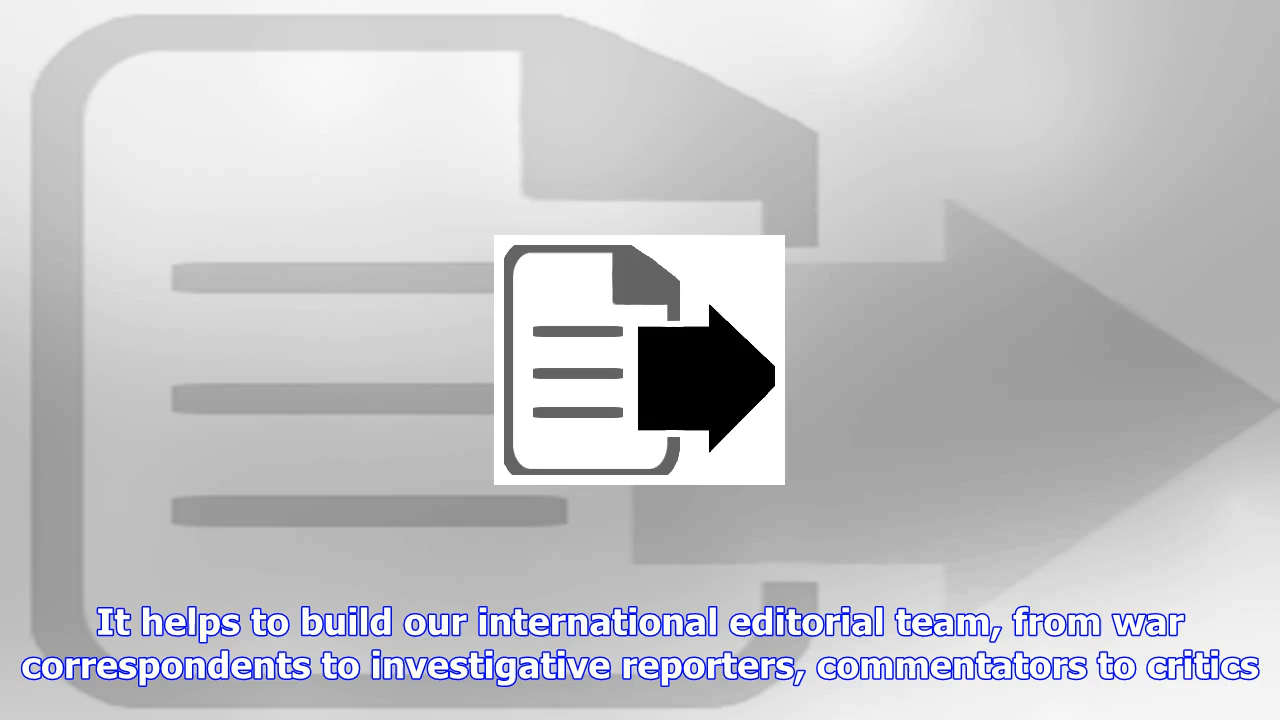 It helps to build our international editorial team, from war
correspondents to investigative reporters, commentators to critics